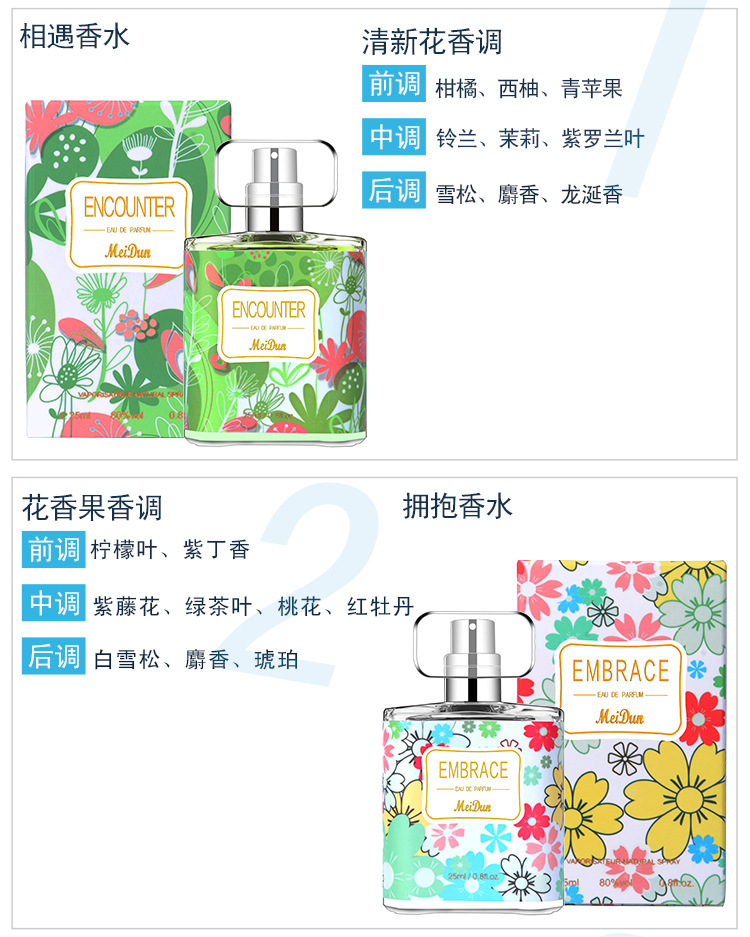 相遇香水
清新花香调
前调 柑橘、西柚、青苹果
中调 铃兰、茉莉、紫罗兰叶
后调 雪松、麝香、龙涎香
1
ENCOUNTER
EAU DE PARFUM
MeiDun
VAPORISATEUR-NATURAL SPRAY
℮ 25ml 80%vol 0.8
ENCOUNTER
EAU DE PARFUM
MeiDun
花香果香调
拥抱香水
前调 柠檬叶、紫丁香
中调 紫藤花、绿茶叶、桃花、红牡丹
后调 白雪松、麝香、琥珀
2
EMBRACE
EAU DE PARFUM
MeiDun
VAPORISATEUR-NATURAL SPRAY
5ml 80%vol 0.8fl.oz.
EMBRACE
EAU DE PARFUM
MeiDun
25ml / 0.8fl.oz.